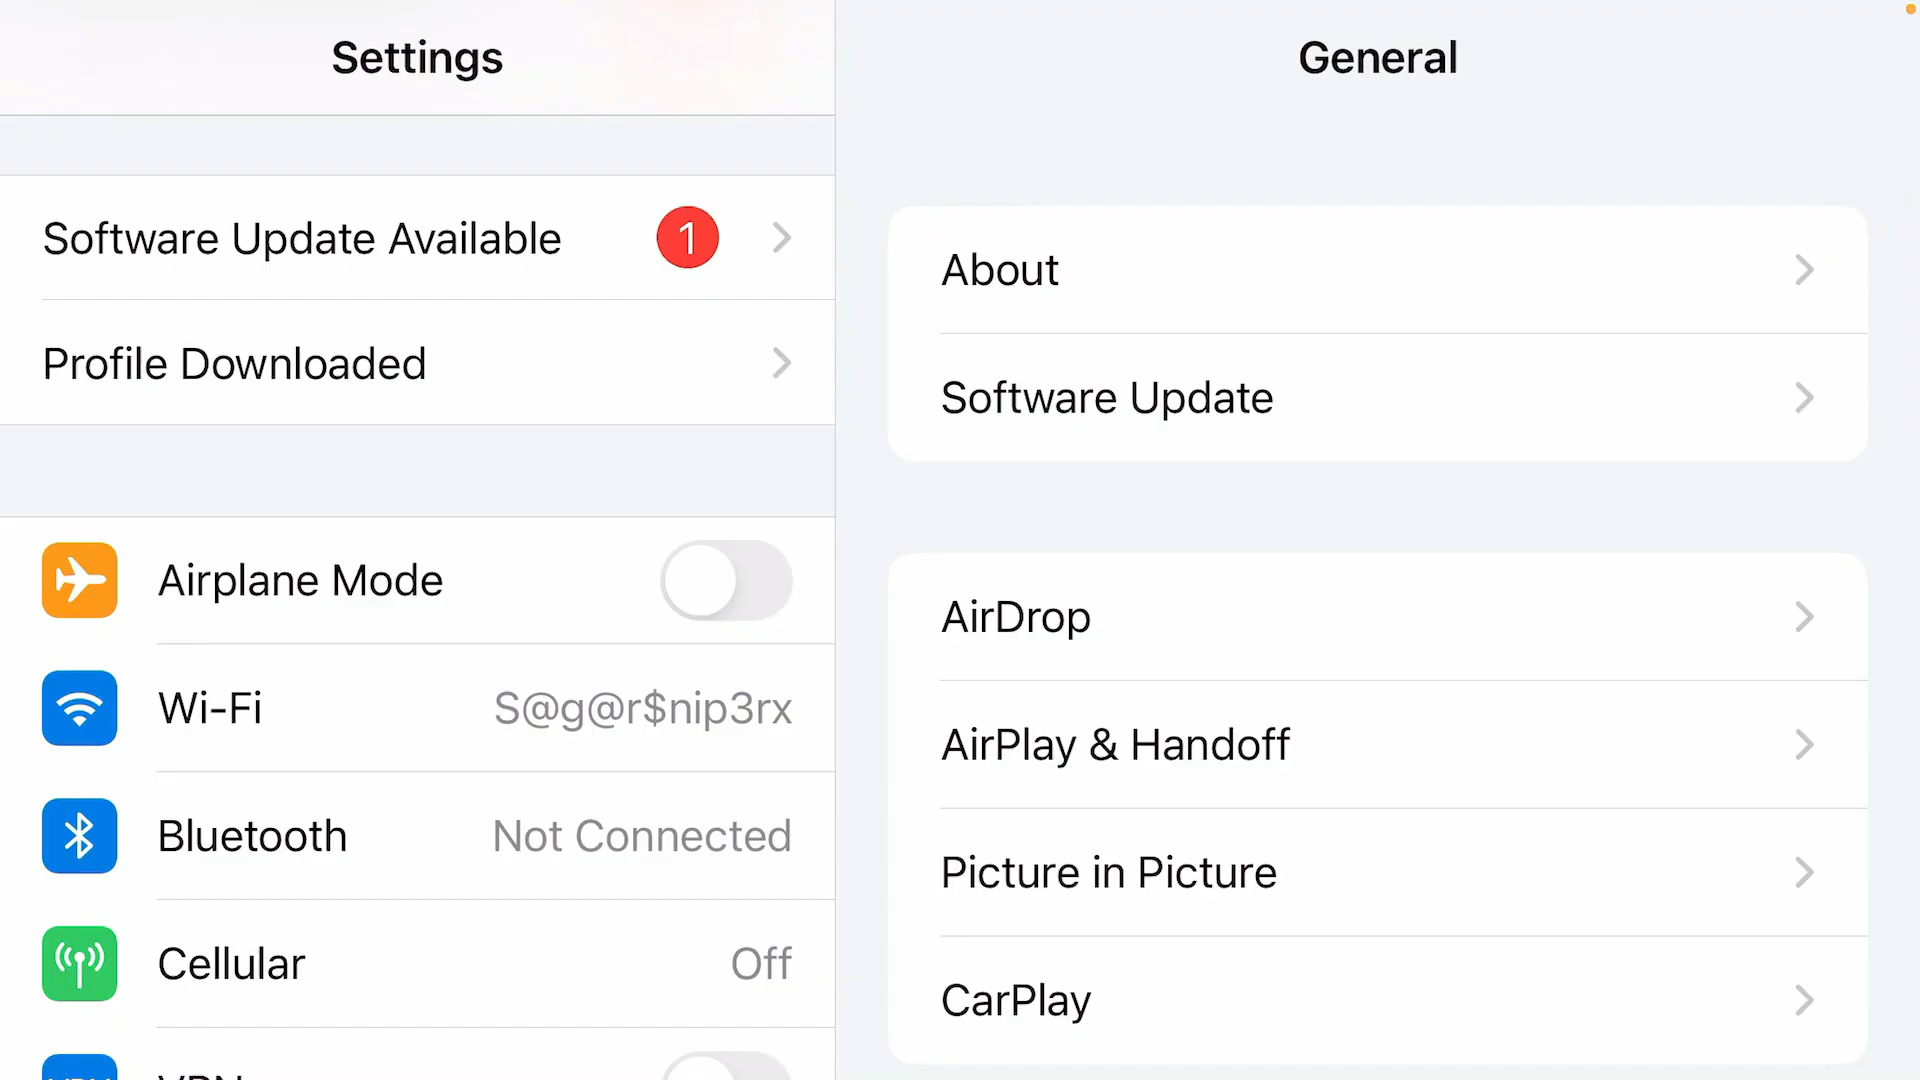 Settings
Software Update Available 1
Profile Downloaded
Airplane Mode
Wi-Fi S@g@r$nip3rx
Bluetooth Not Connected
Cellular Off
General
About
Software Update
AirDrop
AirPlay & Handoff
Picture in Picture
CarPlay